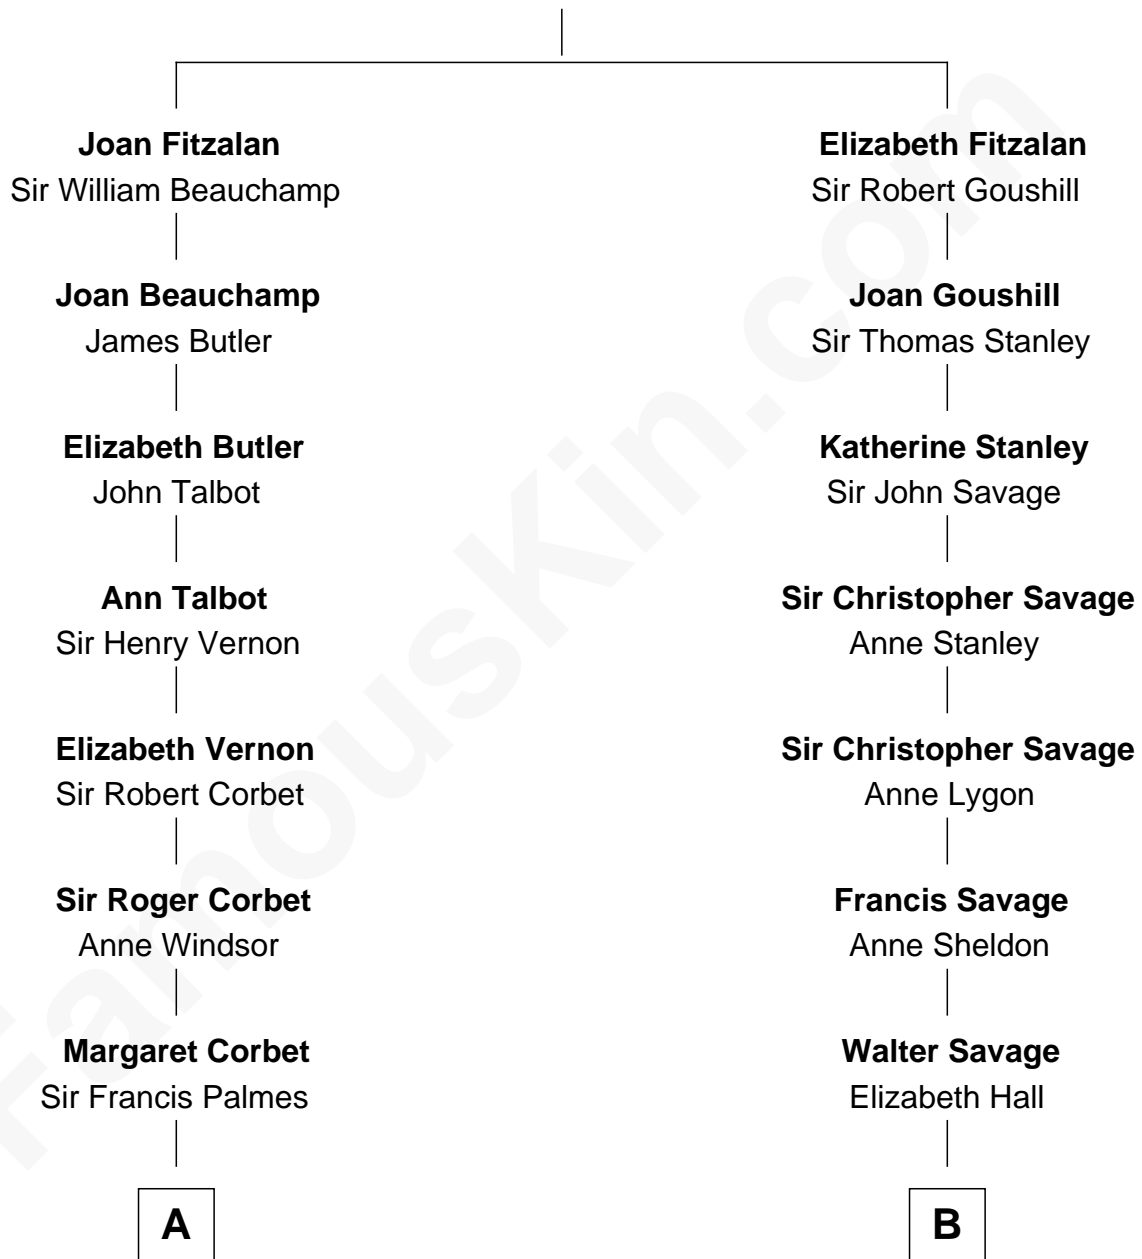 Joan Fitzalan
Sir William Beauchamp
Joan Beauchamp
James Butler
Elizabeth Butler
John Talbot
Ann Talbot
Sir Henry Vernon
Elizabeth Vernon
Sir Robert Corbet
Sir Roger Corbet
Anne Windsor
Margaret Corbet
Sir Francis Palmes
A
Elizabeth Fitzalan
Sir Robert Goushill
Joan Goushill
Sir Thomas Stanley
Katherine Stanley
Sir John Savage
Sir Christopher Savage
Anne Stanley
Sir Christopher Savage
Anne Lygon
Francis Savage
Anne Sheldon
Walter Savage
Elizabeth Hall
B
FamousKin.com